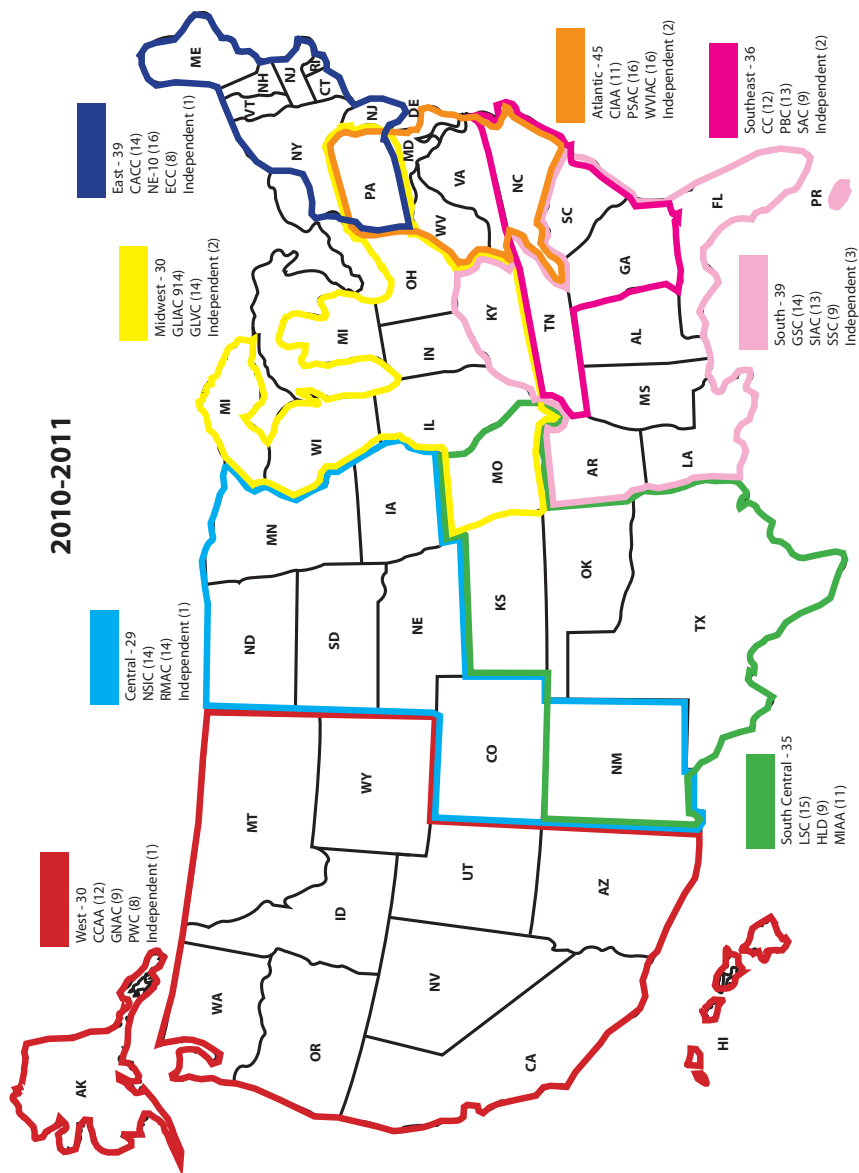 2010-2011
West - 30
CCAA (12)
GNAC (9)
PWC (8)
Independent (1)
Central - 29
NSIC (14)
RMAC (14)
Independent (1)
Midwest - 30
GLIAC 914)
GLVC (14)
Independent (2)
East - 39
CACC (14)
NE-10 (16)
ECC (8)
Independent (1)
Atlantic - 45
CIAA (11)
PSAC (16)
WVIAC (16)
Independent (2)
Southeast - 36
CC (12)
PBC (13)
SAC (9)
Independent (2)
South - 39
GSC (14)
SIAC (13)
SSC (9)
Independent (3)
South Central - 35
LSC (15)
HLD (9)
MIAA (11)
AK
WA
OR
CA
NV
ID
MT
WY
UT
AZ
HI
CO
NM
ND
SD
NE
KS
OK
TX
MN
IA
MO
AR
LA
WI
MI
MI
IL
IN
OH
KY
TN
MS
AL
GA
FL
PR
SC
NC
VA
WV
MD
DE
PA
NJ
NY
VT
NH
NJ
CT
RI
ME